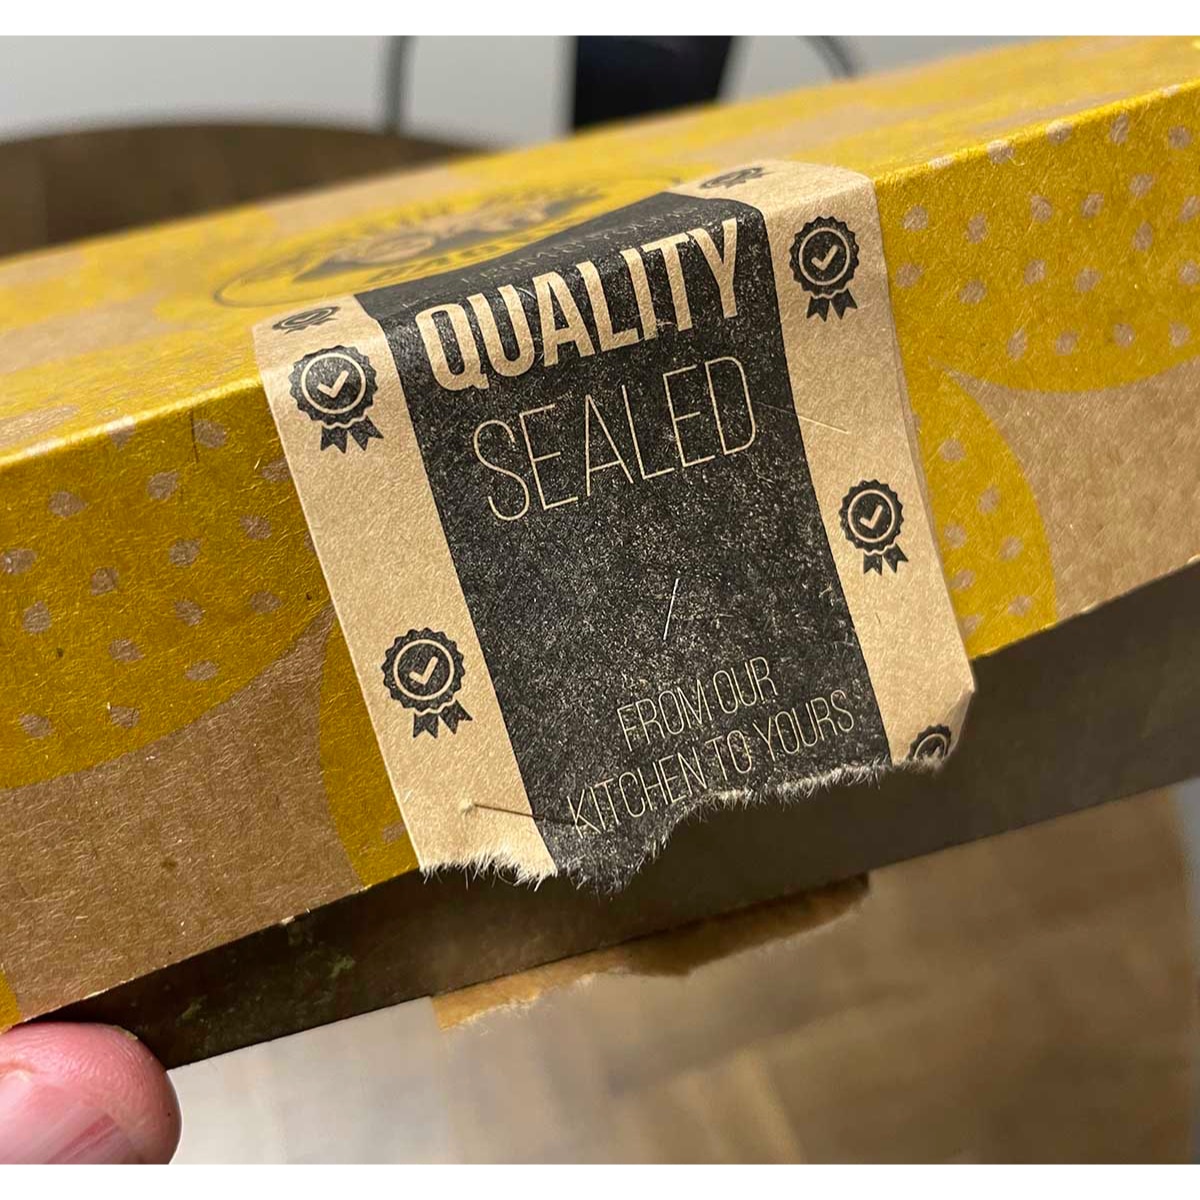 QUALITY
SEALED
FROM OUR
KITCHEN TO YOURS